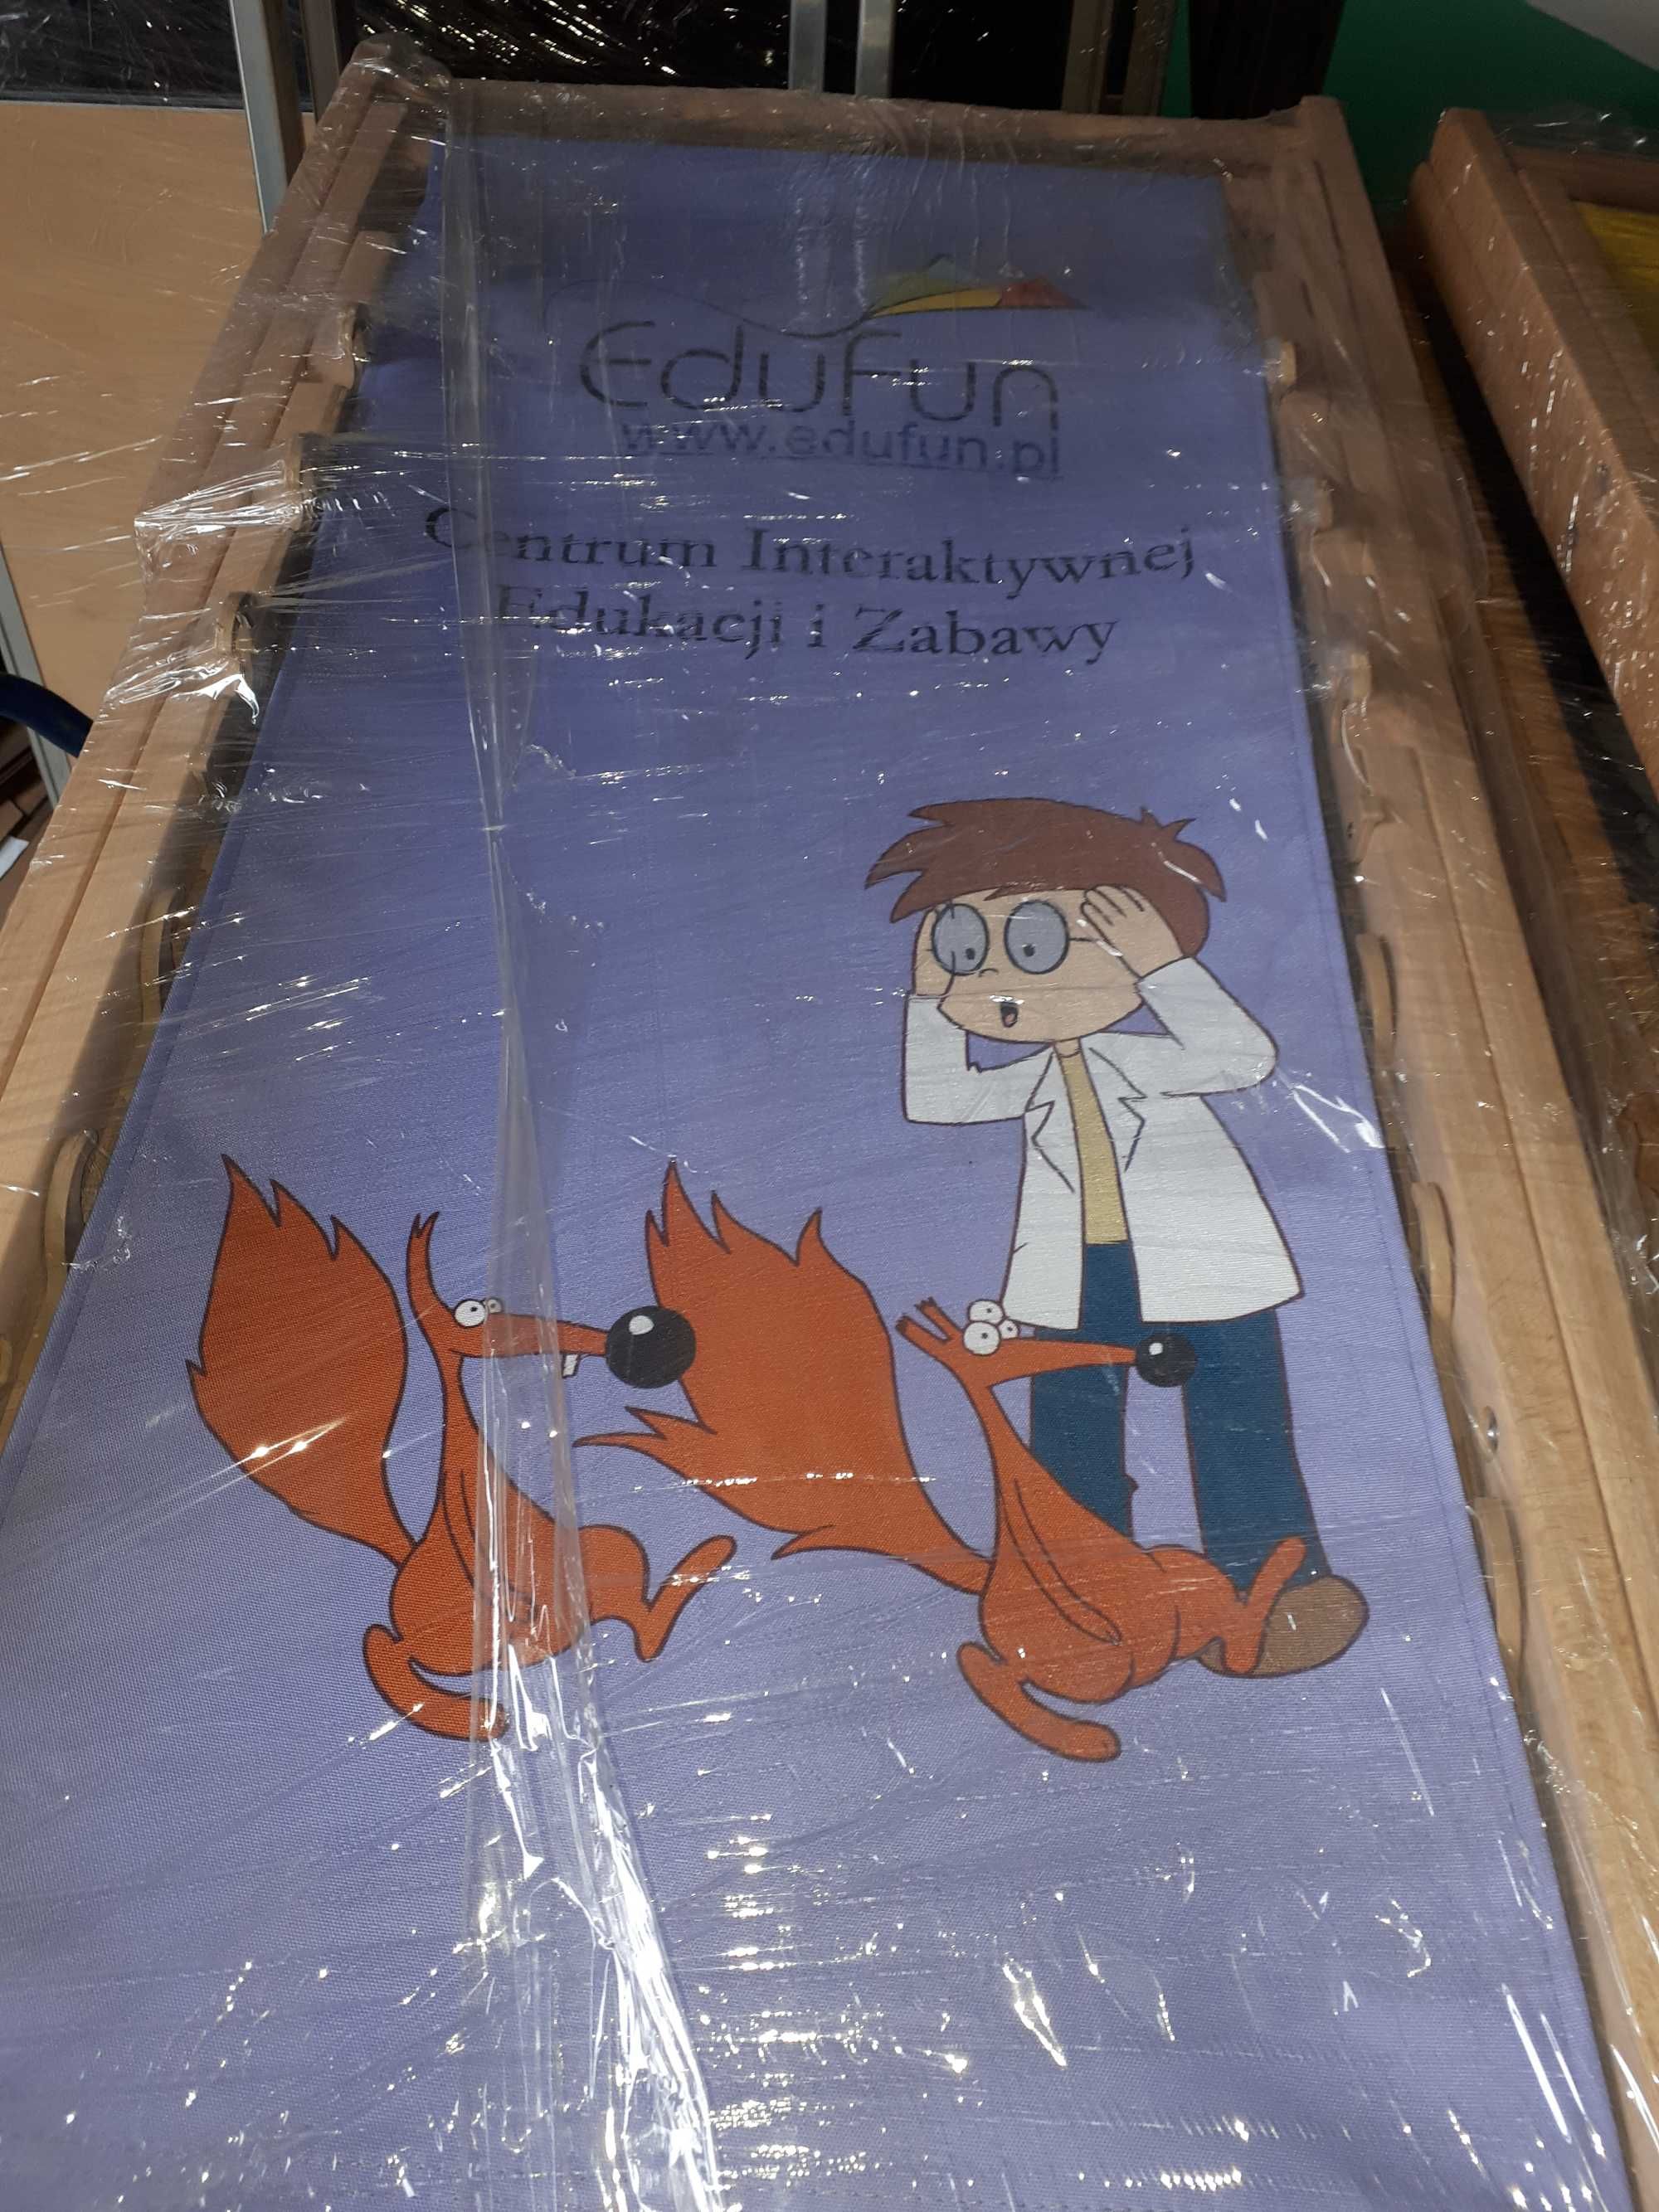 EduFun
www.edufun.pl
Centrum Interaktywnej
Edukacji i Zabawy